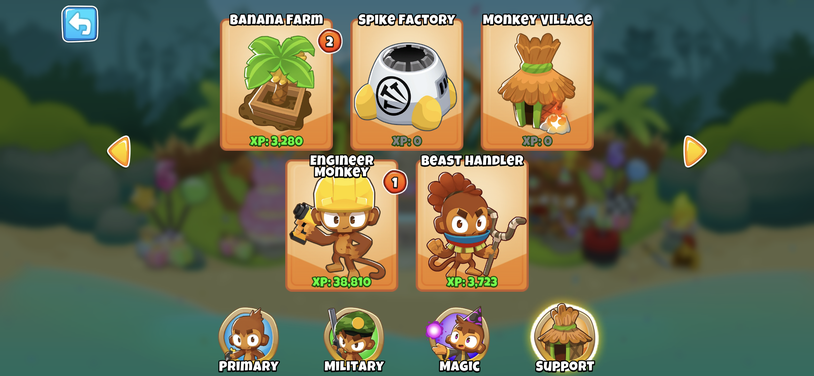 BANANA FARM
2
XP: 3,280
SPIKE FACTORY
XP: 0
MONKEY VILLAGE
XP: 0
ENGINEER
MONKEY
1
XP: 38,810
BEAST HANDLER
XP: 3,723
PRIMARY
MILITARY
MAGIC
SUPPORT